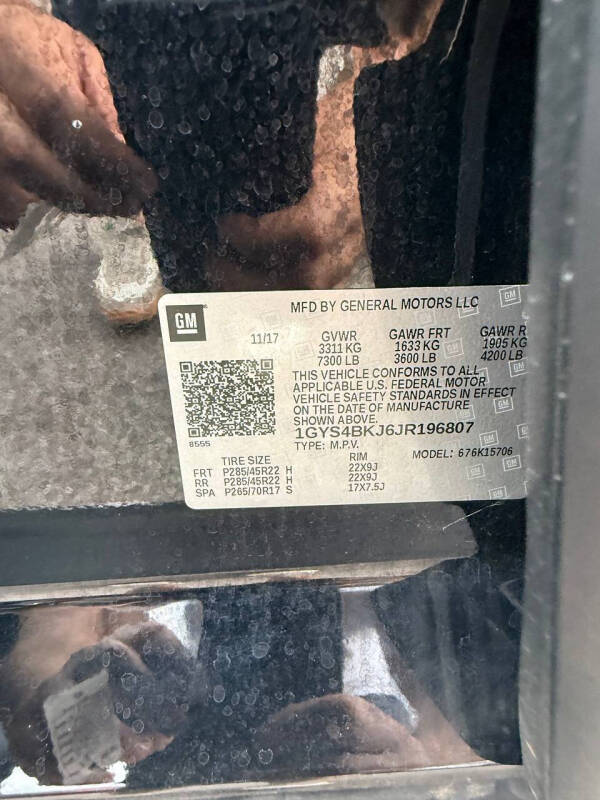 GM
MFD BY GENERAL MOTORS LLC
11/17 GVWR GAWR FRT GAWR R
3311 KG 1633 KG 1905 KG
7300 LB 3600 LB 4200 LB
THIS VEHICLE CONFORMS TO ALL
APPLICABLE U.S. FEDERAL MOTOR
VEHICLE SAFETY STANDARDS IN EFFECT
ON THE DATE OF MANUFACTURE
SHOWN ABOVE.
1GYS4BKJ6JR196807
8555
TYPE: M.P.V. MODEL: 676K15706
TIRE SIZE RIM
FRT P285/45R22 H 22X9J
RR P285/45R22 H 22X9J
SPA P265/70R17 S 17X7.5J